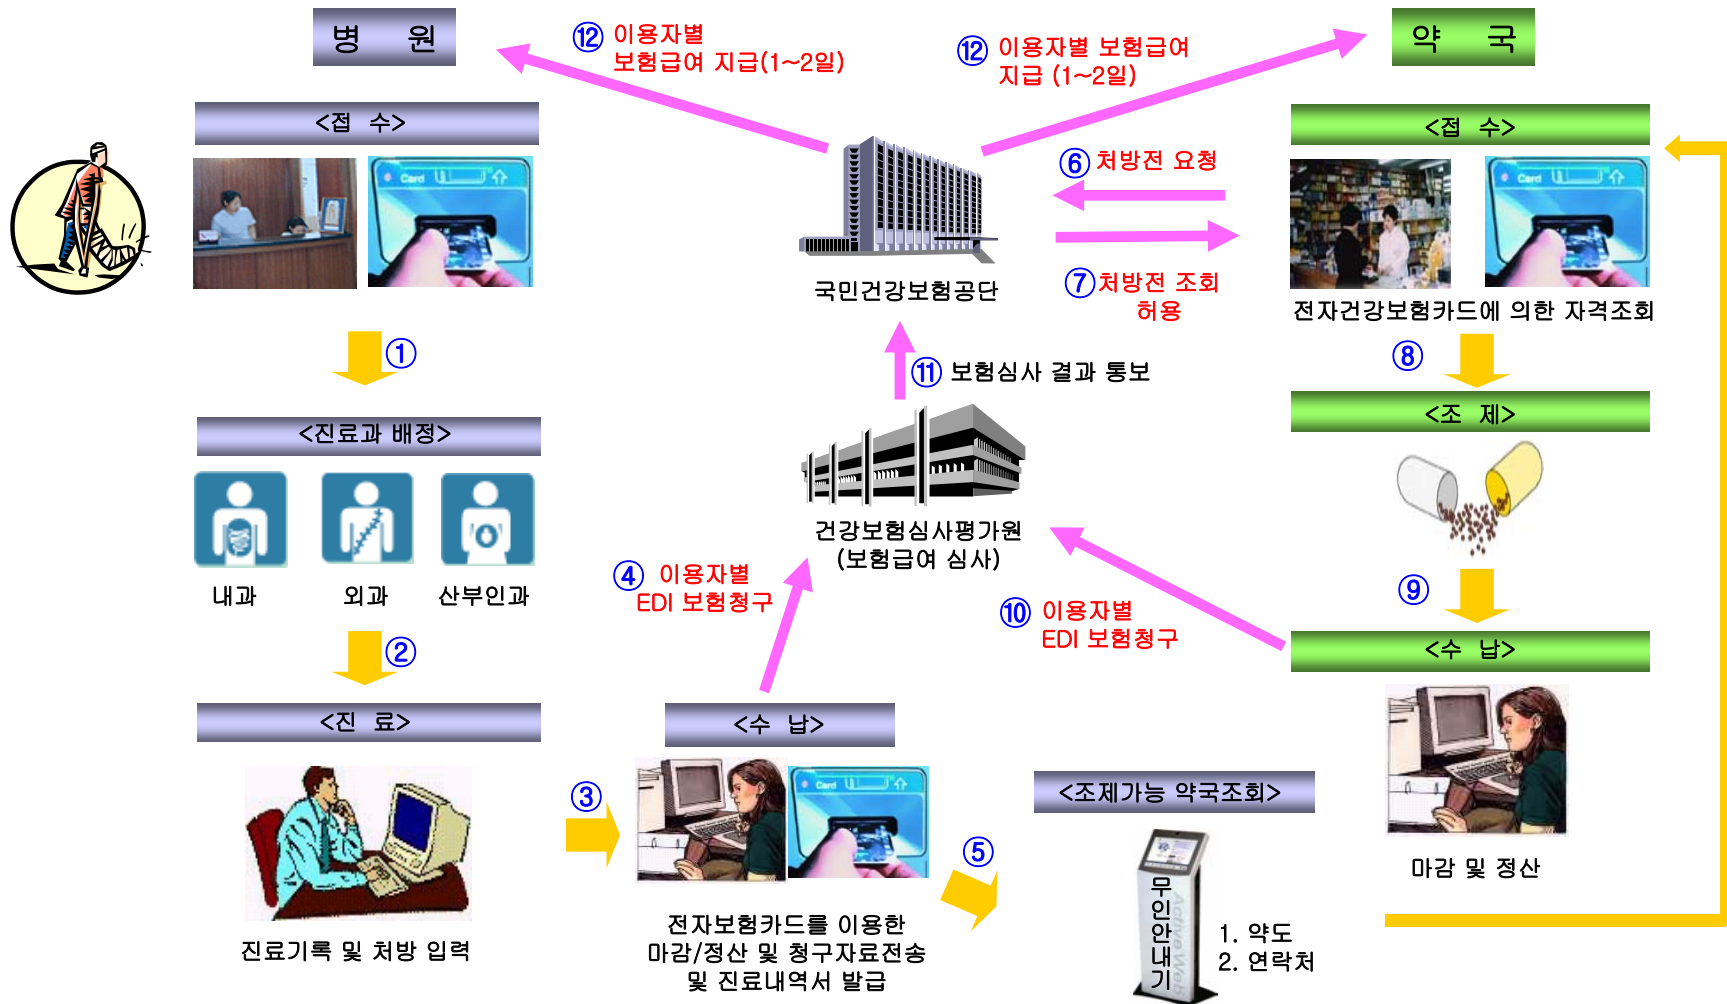 병 원
<접 수>
Card
①
<진료과 배정>
내과
외과
산부인과
②
<진 료>
진료기록 및 처방 입력
③
<수 납>
Card
전자보험카드를 이용한
마감/정산 및 청구자료전송
및 진료내역서 발급
④ 이용자별
EDI 보험청구
⑤
<조제가능 약국조회>
무인안내기
ActiveWeb
1. 약도
2. 연락처
⑫ 이용자별
보험급여 지급(1~2일)
⑫ 이용자별 보험급여
지급 (1~2일)
국민건강보험공단
⑥ 처방전 요청
⑦ 처방전 조회
허용
⑪ 보험심사 결과 통보
건강보험심사평가원
(보험급여 심사)
⑩ 이용자별
EDI 보험청구
약 국
<접 수>
Card
전자건강보험카드에 의한 자격조회
⑧
<조 제>
⑨
<수 납>
마감 및 정산